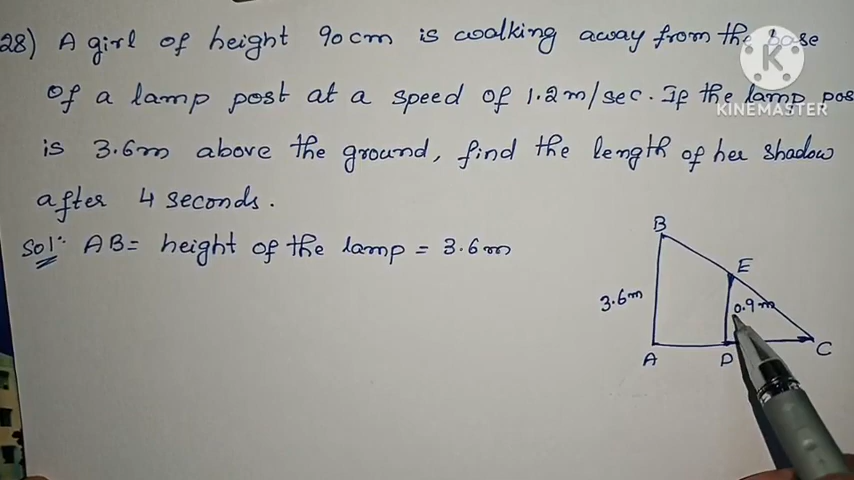 28) A girl of height 90cm is walking away from the base
of a lamp post at a speed of 1.2m/sec. If the lamp pos
is 3.6m above the ground, find the length of her shadow
after 4 seconds.
Sol: AB = height of the lamp = 3.6m
B
E
3.6m
0.9m
A
D
C
KINEMASTER